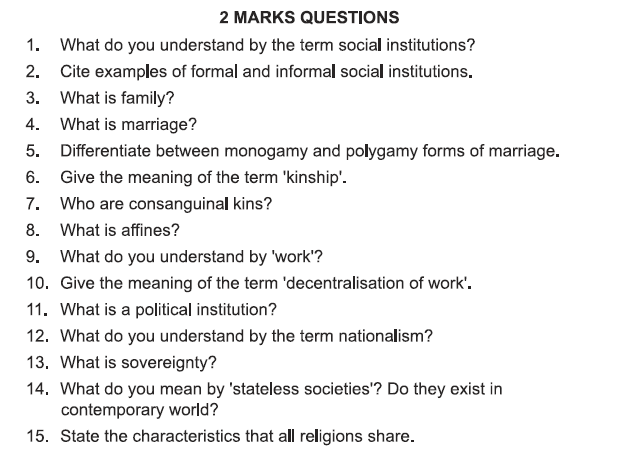 2 MARKS QUESTIONS
1. What do you understand by the term social institutions?
2. Cite examples of formal and informal social institutions.
3. What is family?
4. What is marriage?
5. Differentiate between monogamy and polygamy forms of marriage.
6. Give the meaning of the term 'kinship'.
7. Who are consanguinal kins?
8. What is affines?
9. What do you understand by 'work'?
10. Give the meaning of the term 'decentralisation of work'.
11. What is a political institution?
12. What do you understand by the term nationalism?
13. What is sovereignty?
14. What do you mean by 'stateless societies'? Do they exist in
contemporary world?
15. State the characteristics that all religions share.